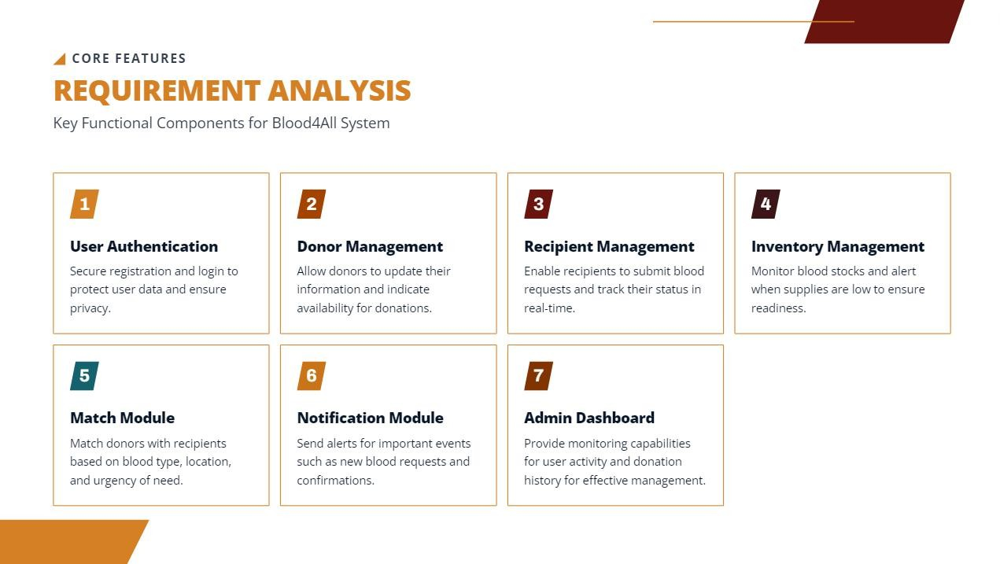 CORE FEATURES
REQUIREMENT ANALYSIS
Key Functional Components for Blood4All System
1
User Authentication
Secure registration and login to
protect user data and ensure
privacy.
2
Donor Management
Allow donors to update their
information and indicate
availability for donations.
3
Recipient Management
Enable recipients to submit blood
requests and track their status in
real-time.
4
Inventory Management
Monitor blood stocks and alert
when supplies are low to ensure
readiness.
5
Match Module
Match donors with recipients
based on blood type, location,
and urgency of need.
6
Notification Module
Send alerts for important events
such as new blood requests and
confirmations.
7
Admin Dashboard
Provide monitoring capabilities
for user activity and donation
history for effective management.